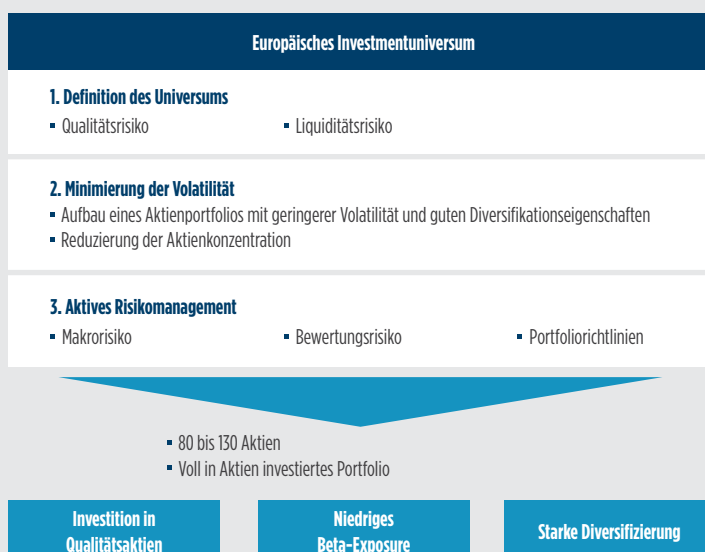 Europäisches Investmentuniversum
1. Definition des Universums
▪ Qualitätsrisiko ▪ Liquiditätsrisiko
2. Minimierung der Volatilität
▪ Aufbau eines Aktienportfolios mit geringerer Volatilität und guten Diversifikationseigenschaften
▪ Reduzierung der Aktienkonzentration
3. Aktives Risikomanagement
▪ Makrorisiko ▪ Bewertungsrisiko ▪ Portfoliorichtlinien
▪ 80 bis 130 Aktien
▪ Voll in Aktien investiertes Portfolio
Investition in
Qualitätsaktien
Niedriges
Beta-Exposure
Starke Diversifizierung